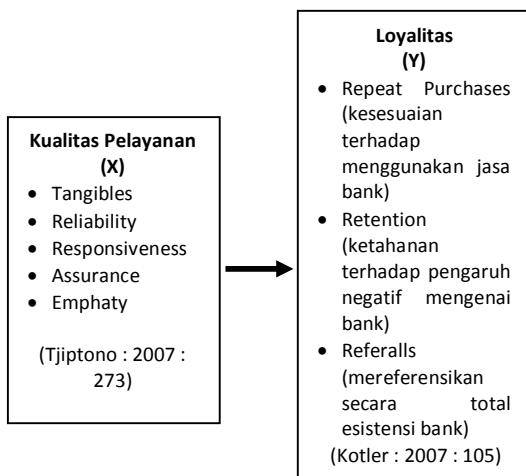 Kualitas Pelayanan
(X)
• Tangibles
• Reliability
• Responsiveness
• Assurance
• Emphaty
(Tjiptono : 2007 :
273)
Loyalitas
(Y)
• Repeat Purchases
(kesesuaian
terhadap
menggunakan jasa
bank)
• Retention
(ketahanan
terhadap pengaruh
negatif mengenai
bank)
• Referalls
(mereferensikan
secara total
esistensi bank)
(Kotler : 2007 : 105)